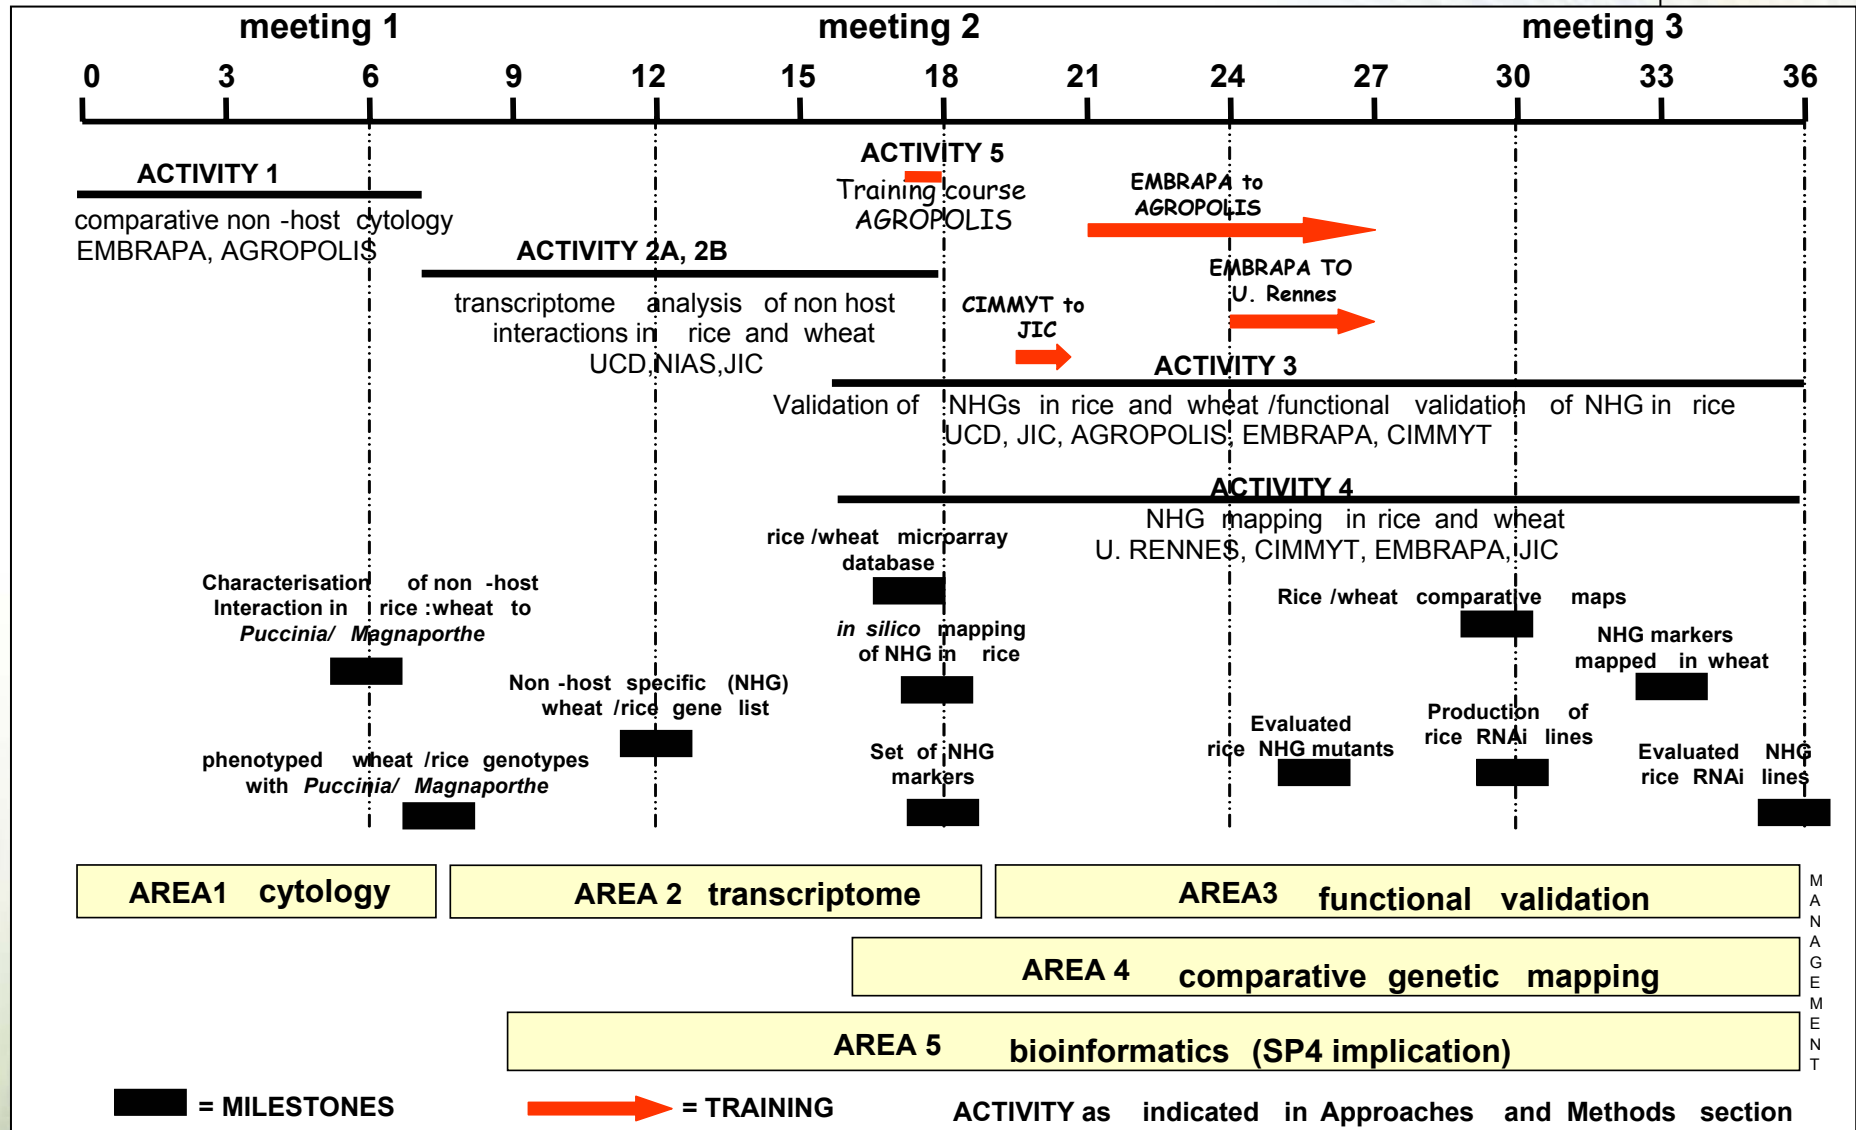 meeting 1 meeting 2 meeting 3
0 3 6 9 12 15 18 21 24 27 30 33 36
ACTIVITY 1
comparative non -host cytology
EMBRAPA, AGROPOLIS
ACTIVITY 2A, 2B
transcriptome analysis of non host
interactions in rice and wheat
UCD,NIAS,JIC
ACTIVITY 5
Training course
AGROPOLIS
EMBRAPA to
AGROPOLIS
EMBRAPA TO
U. Rennes
CIMMYT to
JIC
ACTIVITY 3
Validation of NHGs in rice and wheat /functional validation of NHG in rice
UCD, JIC, AGROPOLIS, EMBRAPA, CIMMYT
ACTIVITY 4
NHG mapping in rice and wheat
U. RENNES, CIMMYT, EMBRAPA, JIC
Characterisation of non -host
Interaction in rice :wheat to
Puccinia/ Magnaporthe
phenotyped wheat /rice genotypes
with Puccinia/ Magnaporthe
Non -host specific (NHG)
wheat /rice gene list
rice /wheat microarray
database
in silico mapping
of NHG in rice
Set of NHG
markers
Rice /wheat comparative maps
NHG markers
mapped in wheat
Evaluated
rice NHG mutants
Production of
rice RNAi lines
Evaluated NHG
rice RNAi lines
AREA1 cytology
AREA 2 transcriptome
AREA3 functional validation
AREA 4 comparative genetic mapping
AREA 5 bioinformatics (SP4 implication)
MANAGEMENT
= MILESTONES
= TRAINING
ACTIVITY as indicated in Approaches and Methods section